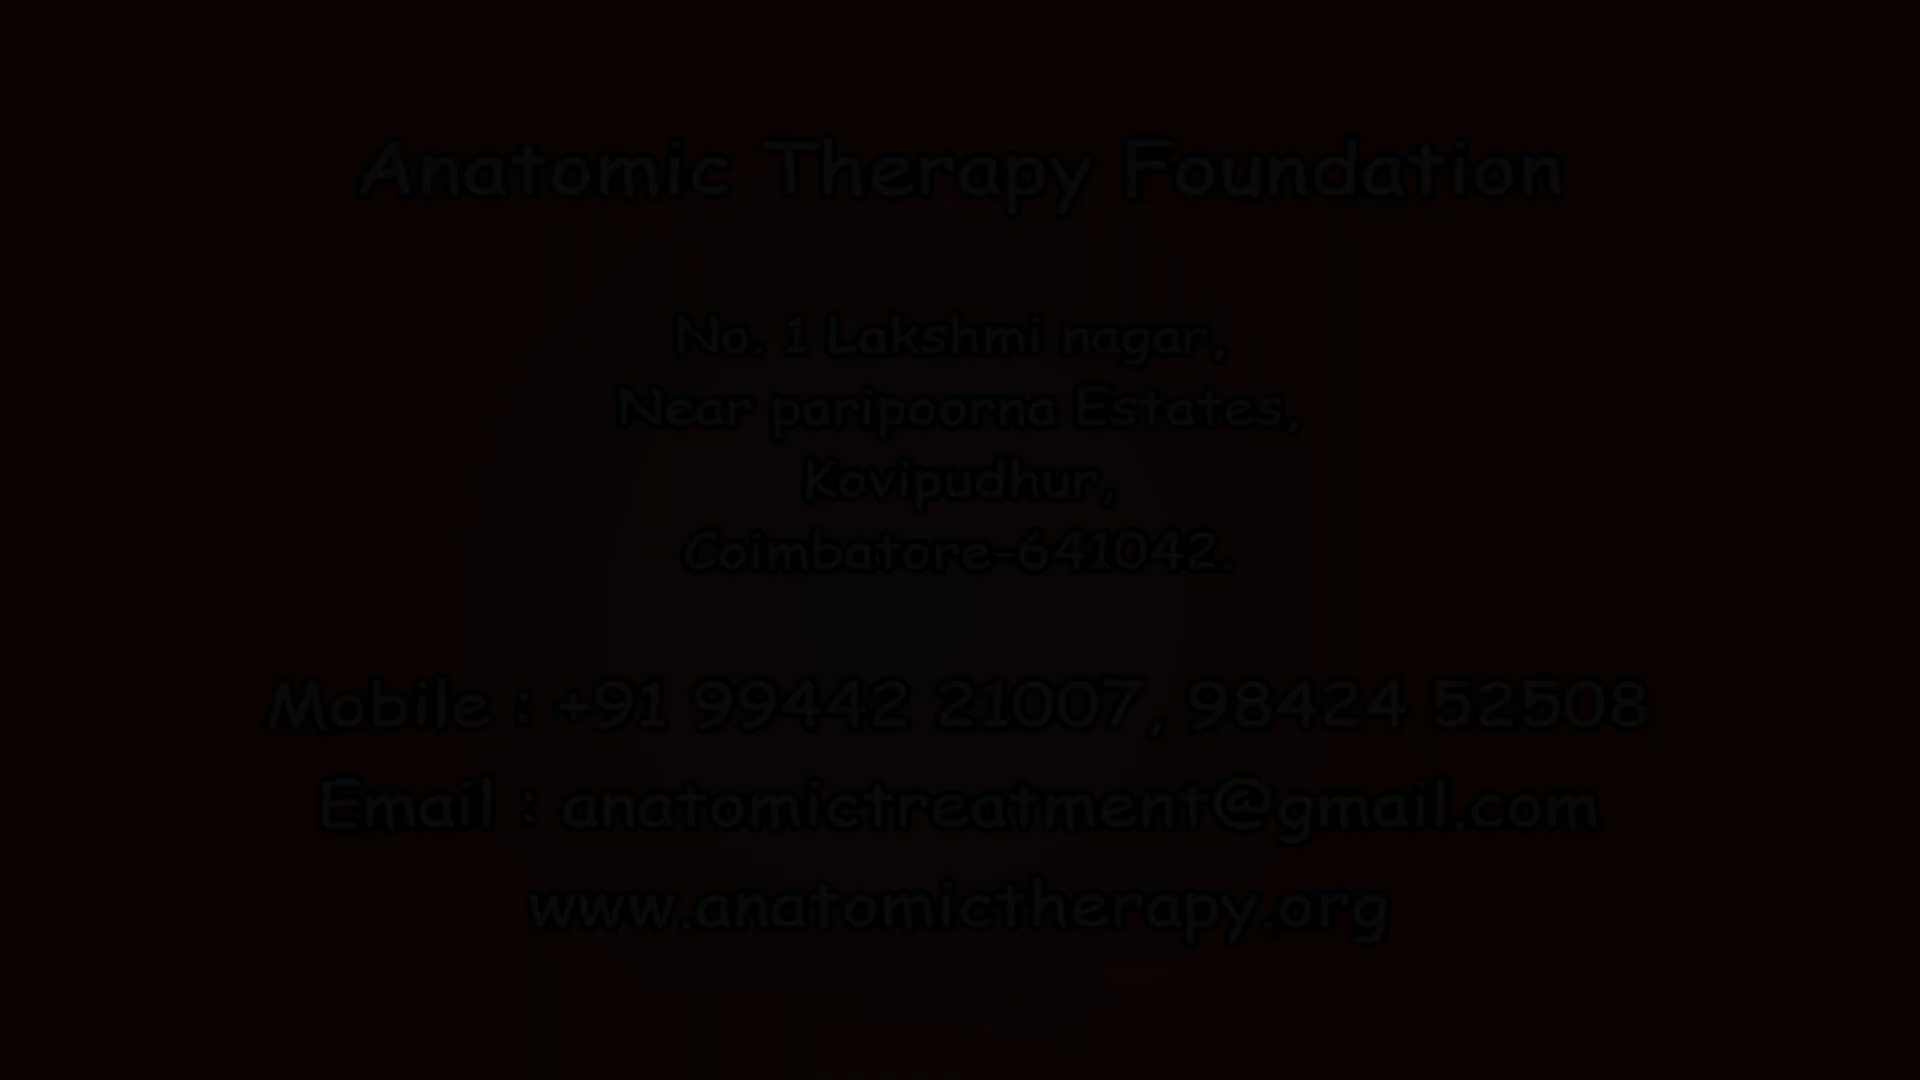 Anatomic Therapy Foundation
No. 1 Lakshmi nagar,
Near paripoorna Estates,
Kovipudhur,
Coimbatore-641042.
Mobile : +91 99442 21007, 98424 52508
Email : anatomictreatment@gmail.com
www.anatomictherapy.org